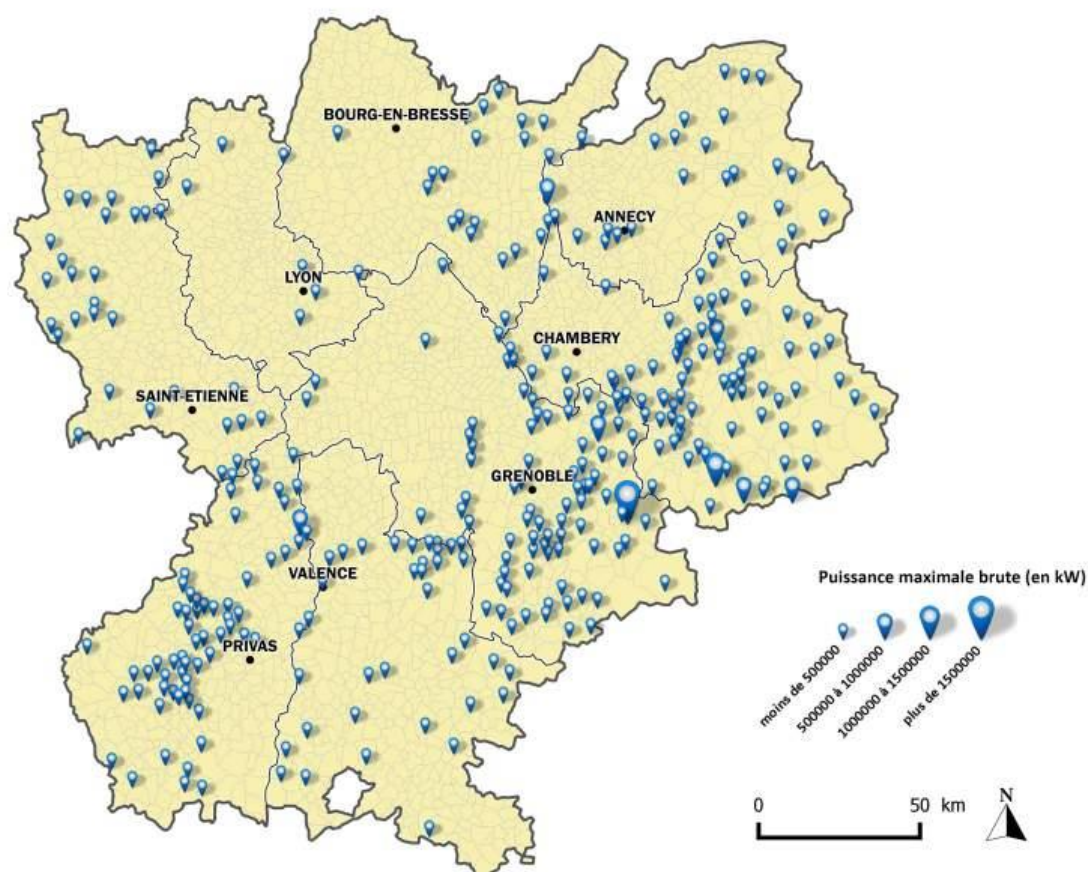 BOURG-EN-BRESSE
ANNECY
LYON
CHAMBERY
SAINT-ETIENNE
GRENOBLE
VALENCE
PRIVAS
Puissance maximale brute (en kW)
moins de 500000
500000 à 1000000
1000000 à 1500000
plus de 1500000
0 50 km
N